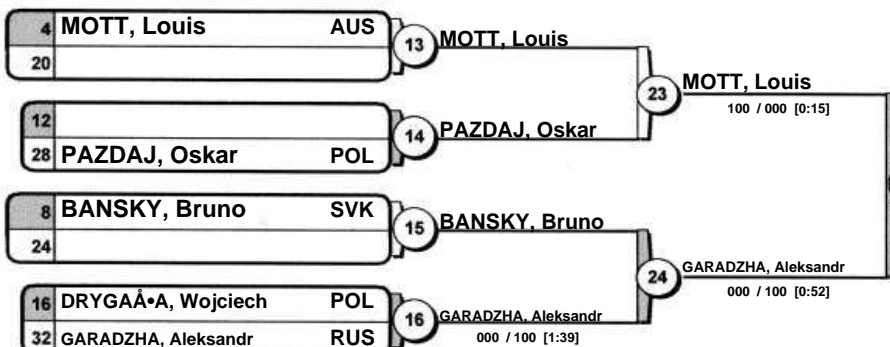 4 MOTT, Louis AUS
20
13 MOTT, Louis
12
28 PAZDAJ, Oskar POL
14 PAZDAJ, Oskar
23 MOTT, Louis
100 / 000 [0:15]
8 BANSKY, Bruno SVK
24
15 BANSKY, Bruno
16 DRYGAÅ•A, Wojciech POL
32 GARADZHA, Aleksandr RUS
16 GARADZHA, Aleksandr
000 / 100 [1:39]
24 GARADZHA, Aleksandr
000 / 100 [0:52]